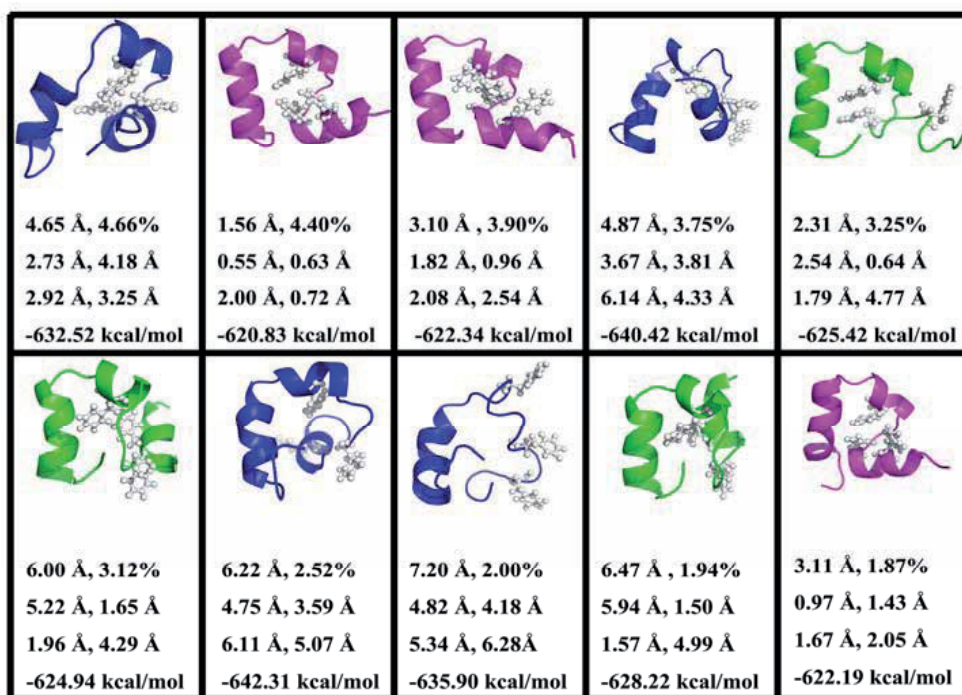 4.65 Å, 4.66%
2.73 Å, 4.18 Å
2.92 Å, 3.25 Å
-632.52 kcal/mol
1.56 Å, 4.40%
0.55 Å, 0.63 Å
2.00 Å, 0.72 Å
-620.83 kcal/mol
3.10 Å , 3.90%
1.82 Å, 0.96 Å
2.08 Å, 2.54 Å
-622.34 kcal/mol
4.87 Å, 3.75%
3.67 Å, 3.81 Å
6.14 Å, 4.33 Å
-640.42 kcal/mol
2.31 Å, 3.25%
2.54 Å, 0.64 Å
1.79 Å, 4.77 Å
-625.42 kcal/mol
6.00 Å, 3.12%
5.22 Å, 1.65 Å
1.96 Å, 4.29 Å
-624.94 kcal/mol
6.22 Å, 2.52%
4.75 Å, 3.59 Å
6.11 Å, 5.07 Å
-642.31 kcal/mol
7.20 Å, 2.00%
4.82 Å, 4.18 Å
5.34 Å, 6.28Å
-635.90 kcal/mol
6.47 Å , 1.94%
5.94 Å, 1.50 Å
1.57 Å, 4.99 Å
-628.22 kcal/mol
3.11 Å, 1.87%
0.97 Å, 1.43 Å
1.67 Å, 2.05 Å
-622.19 kcal/mol